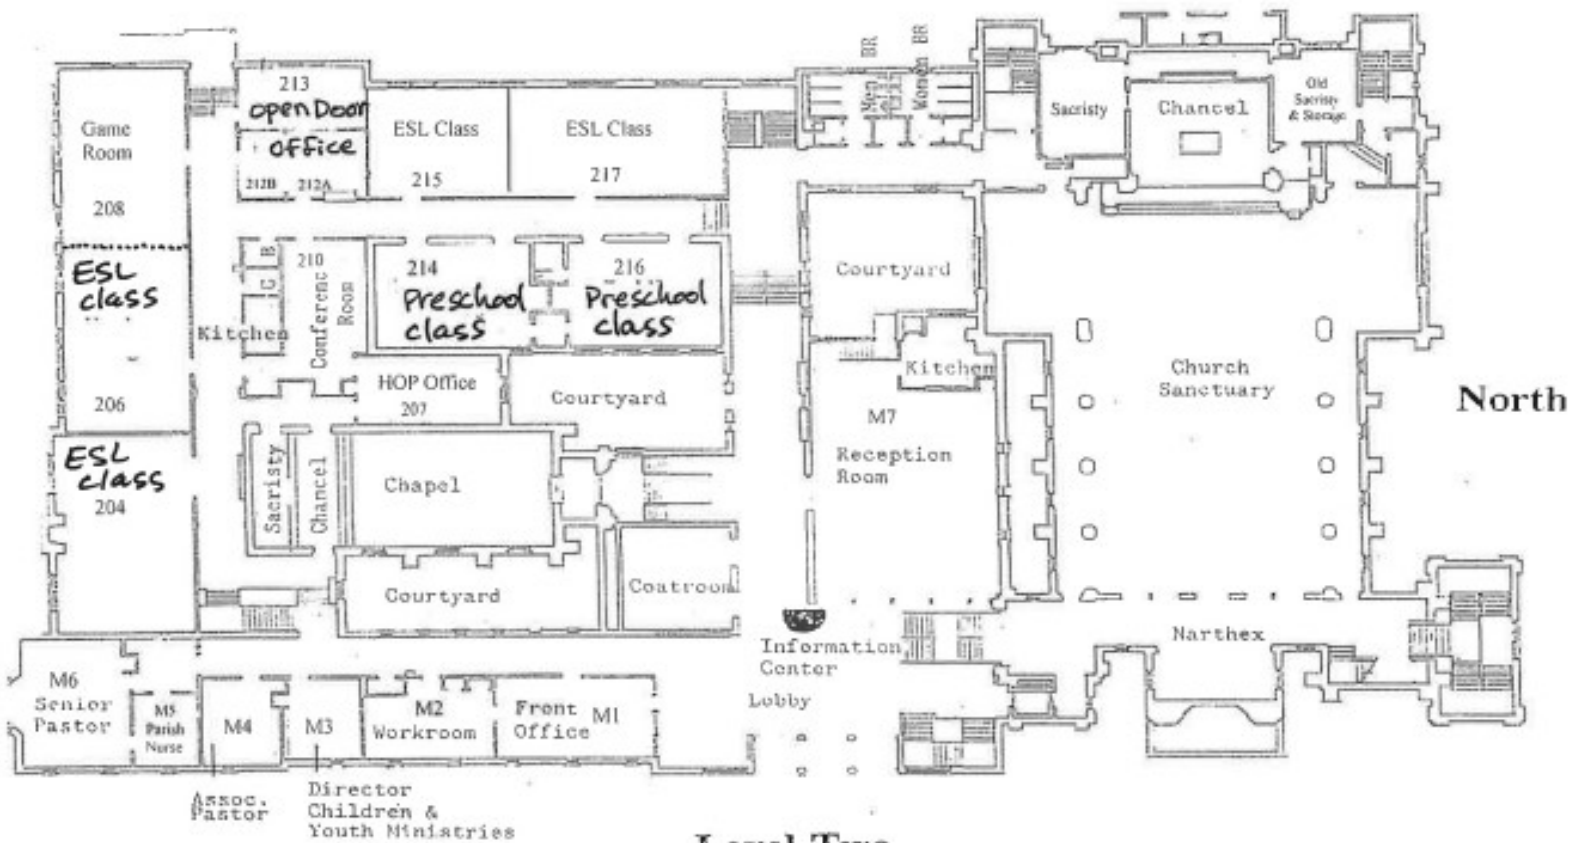 213
open Door
office
212B 212A
Game
Room
208
ESL Class
215
ESL Class
217
Men BR
Women BR
Sacristy
Chancel
Old
Sacristy
& Storage
ESL
class
206
B
C
210
Conferenc
Room
Kitchen
214
Preschool
class
216
Preschool
class
Courtyard
Kitchen
Church
Sanctuary
North
HOP Office
207
Courtyard
M7
Reception
Room
ESL
class
204
Sacristy
Chancel
Chapel
Courtyard
Coatroom
Information
Center
Lobby
Narthex
M6
Senior
Pastor
M5
Parish
Nurse
M4
M3
M2
Workroom
Front
Office M1
Assoc.
Pastor
Director
Children &
Youth Ministries
Level Two